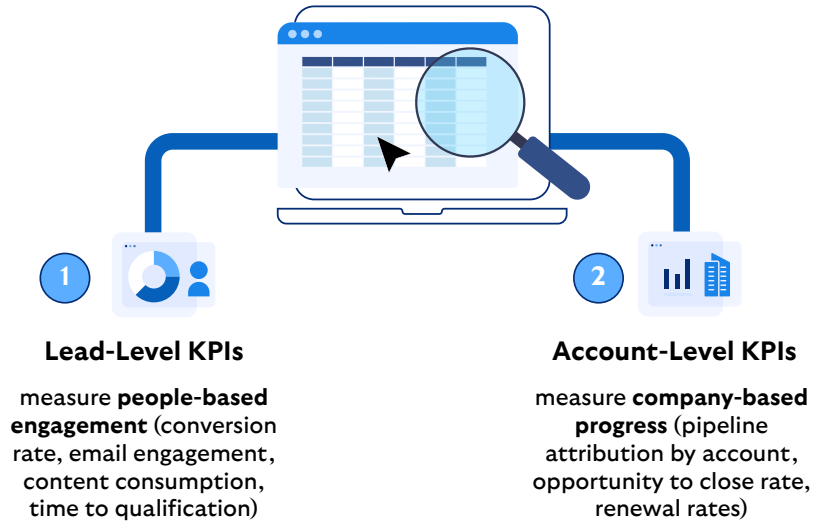 1
Lead-Level KPIs
measure people-based
engagement (conversion
rate, email engagement,
content consumption,
time to qualification)
2
Account-Level KPIs
measure company-based
progress (pipeline
attribution by account,
opportunity to close rate,
renewal rates)